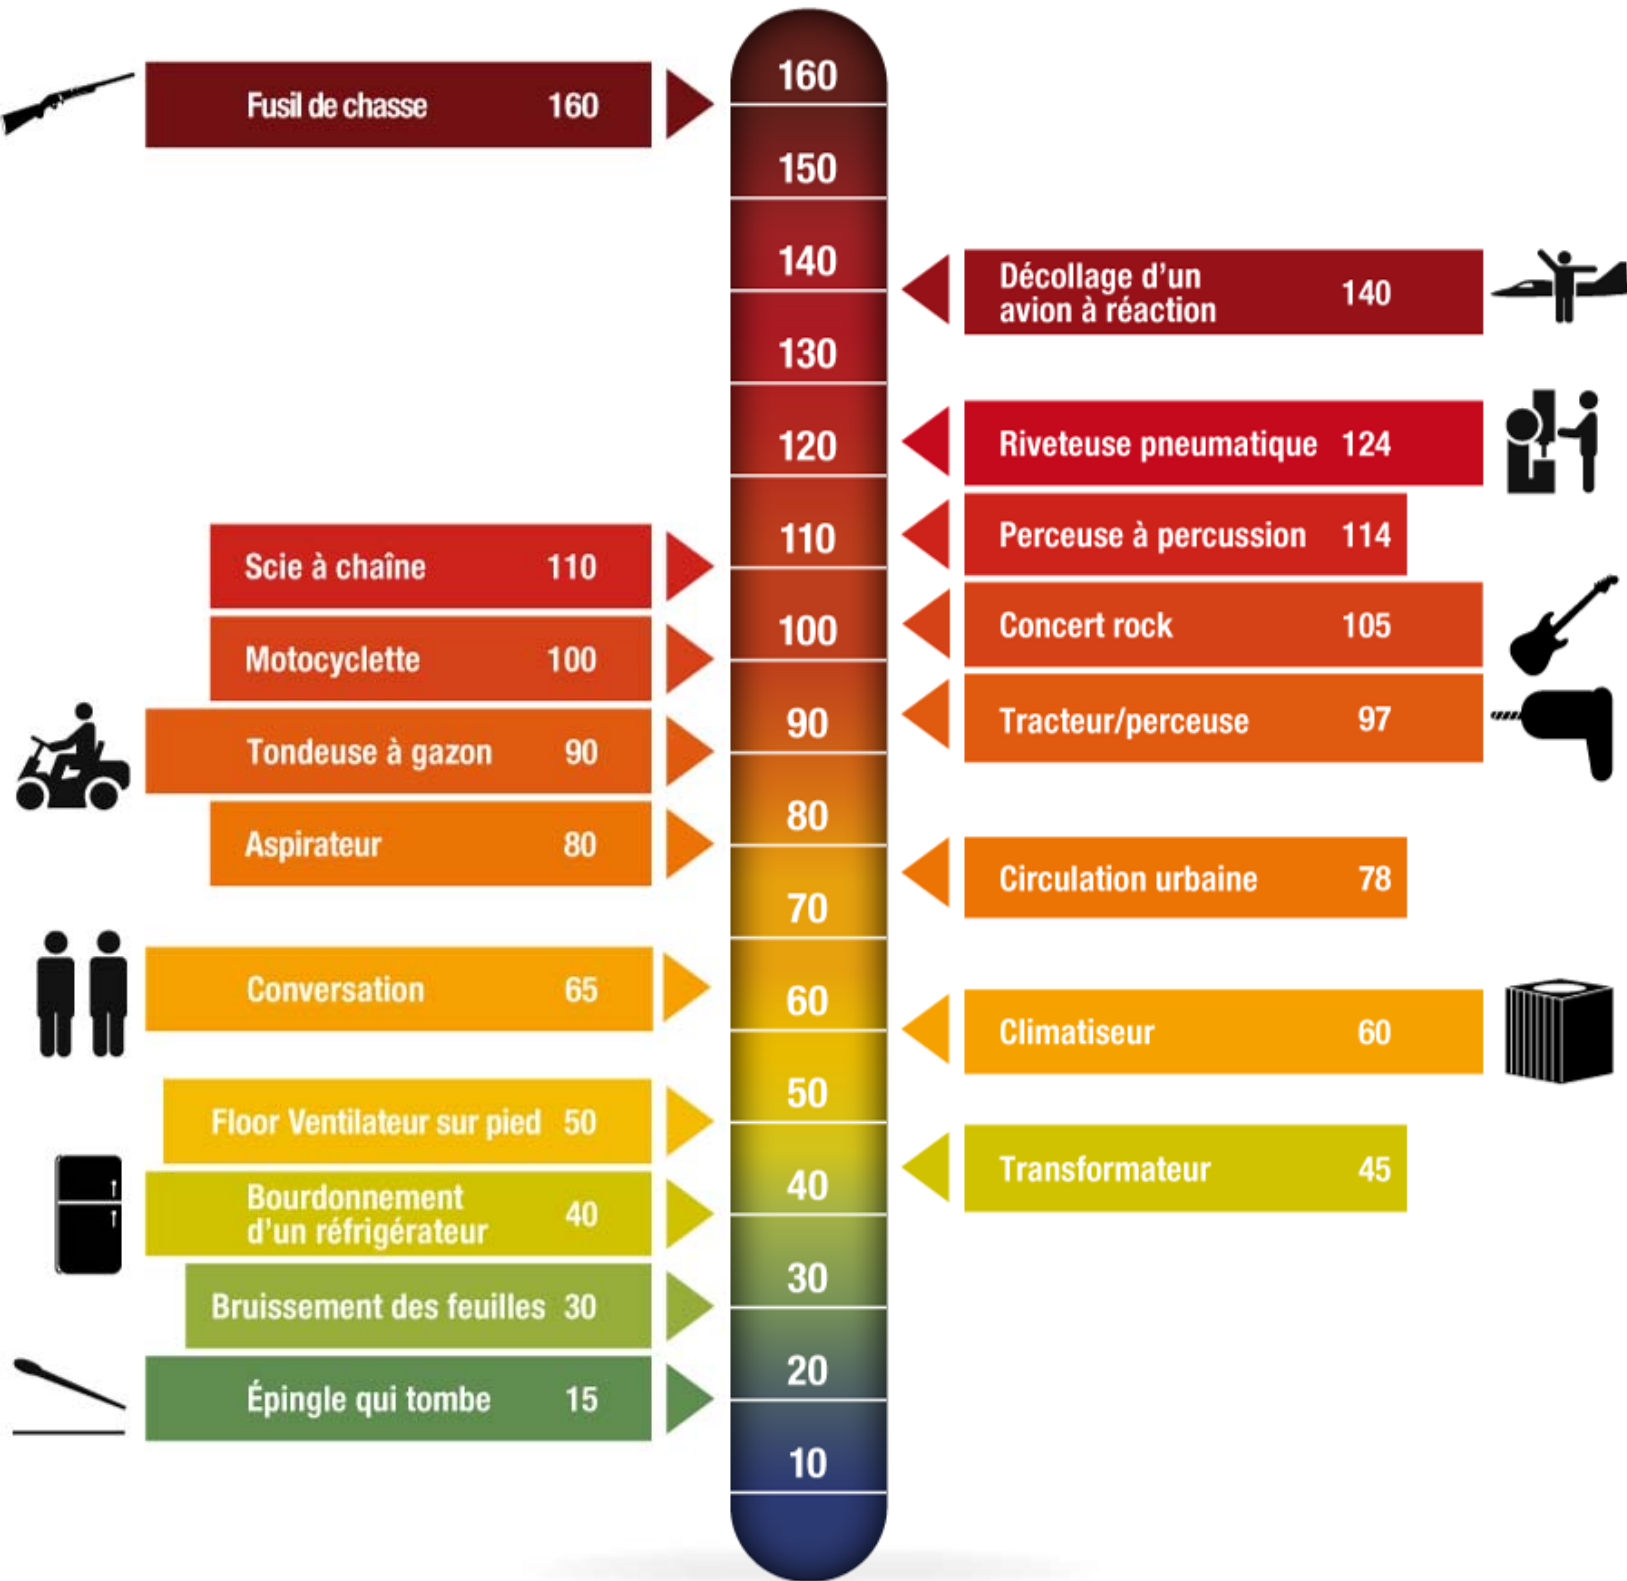 Fusil de chasse 160
Scie à chaîne 110
Motocyclette 100
Tondeuse à gazon 90
Aspirateur 80
Conversation 65
Floor Ventilateur sur pied 50
Bourdonnement
d'un réfrigérateur 40
Bruissement des feuilles 30
Épingle qui tombe 15
160
150
140
130
120
110
100
90
80
70
60
50
40
30
20
10
Décollage d'un
avion à réaction 140
Riveteuse pneumatique 124
Perceuse à percussion 114
Concert rock 105
Tracteur/perceuse 97
Circulation urbaine 78
Climatiseur 60
Transformateur 45